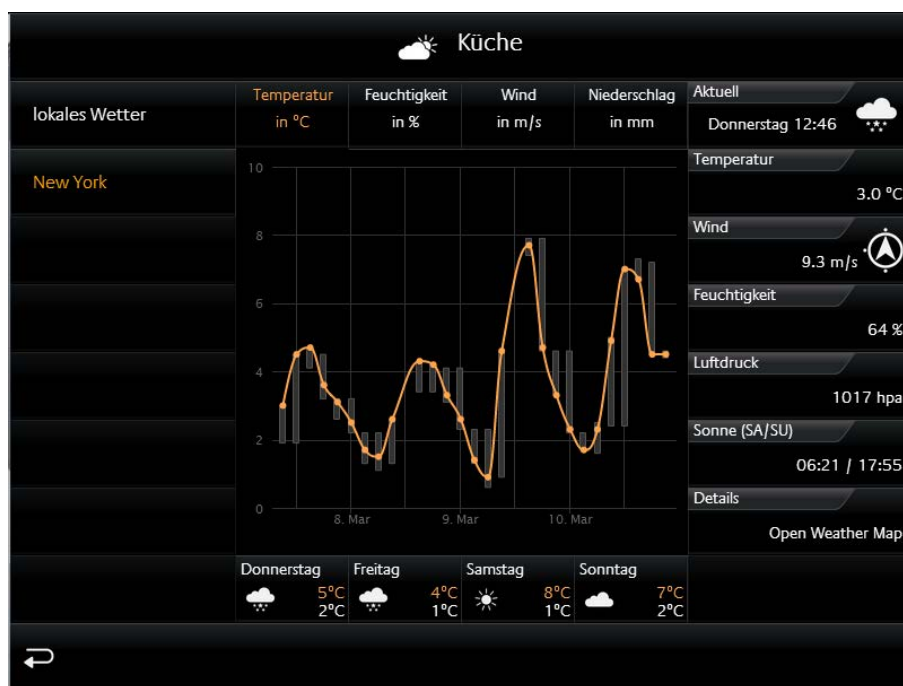 Küche
lokales Wetter
New York
Temperatur
in °C
Feuchtigkeit
in %
Wind
in m/s
Niederschlag
in mm
10
8
6
4
2
0
8. Mar
9. Mar
10. Mar
Donnerstag
5°C
2°C
Freitag
4°C
1°C
Samstag
8°C
1°C
Sonntag
7°C
2°C
Aktuell
Donnerstag 12:46
Temperatur
3.0 °C
Wind
9.3 m/s
Feuchtigkeit
64 %
Luftdruck
1017 hpa
Sonne (SA/SU)
06:21 / 17:55
Details
Open Weather Map